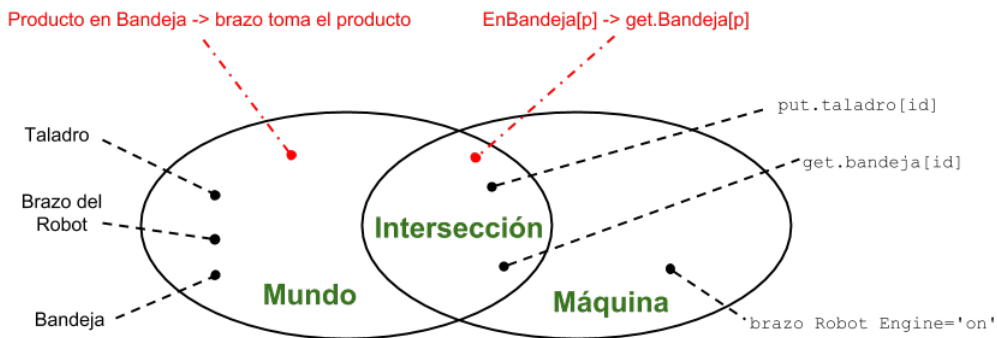 Producto en Bandeja -> brazo toma el producto
EnBandeja[p] -> get.Bandeja[p]
put.taladro[id]
Taladro
get.bandeja[id]
Brazo del
Robot
Intersección
Mundo
Máquina
Bandeja
brazo Robot Engine='on'